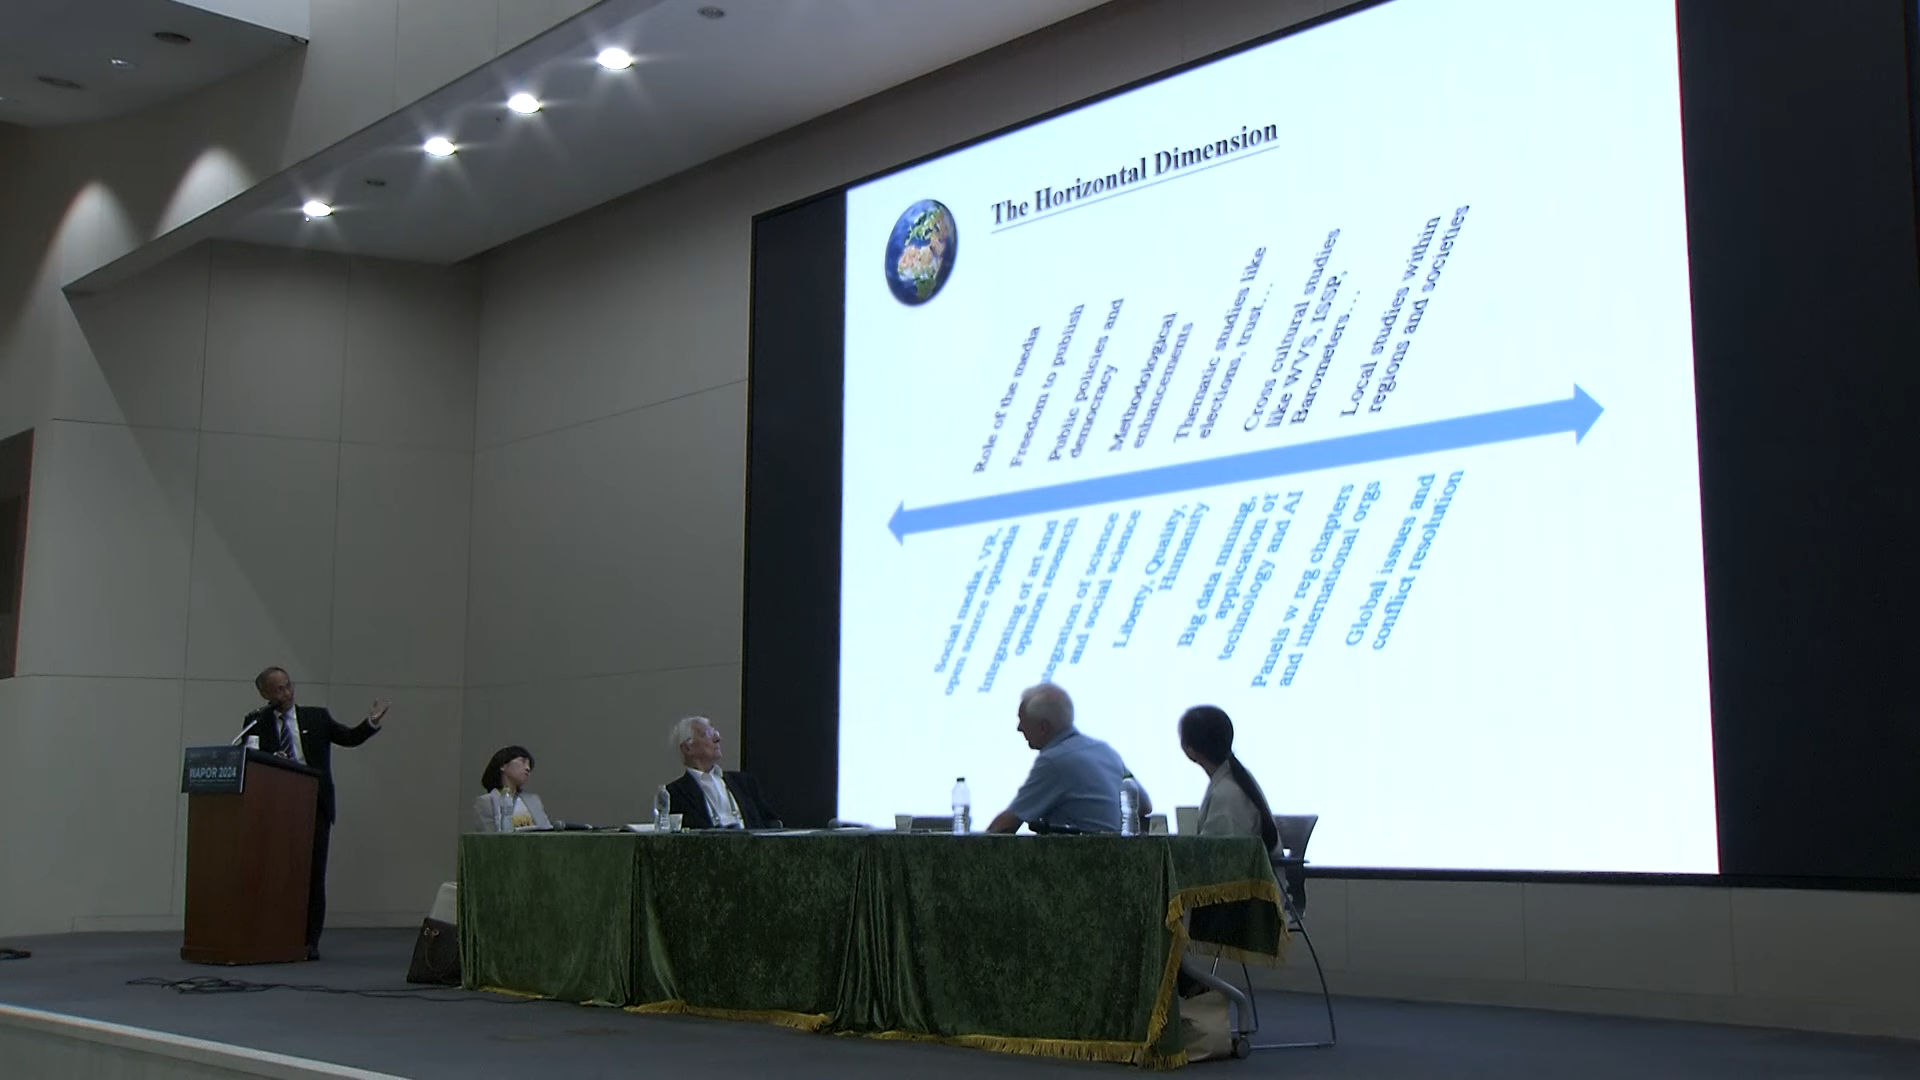 The Horizontal Dimension
Role of the media
Freedom to publish
Public policies and
democracy
Methodological
enhancements
Thematic studies like
elections, trust…
Cross cultural studies
like WVS, ISSP,
Barometers…
Local studies within
regions and societies
Social media, VR,
open source opindia
Integrating of art and
opinion research
Integration of science
and social science
Liberty, Quality,
Humanity
Big data mining,
application of
technology and AI
Panels w reg chapters
and international orgs
Global issues and
conflict resolution
WAPOR 2024